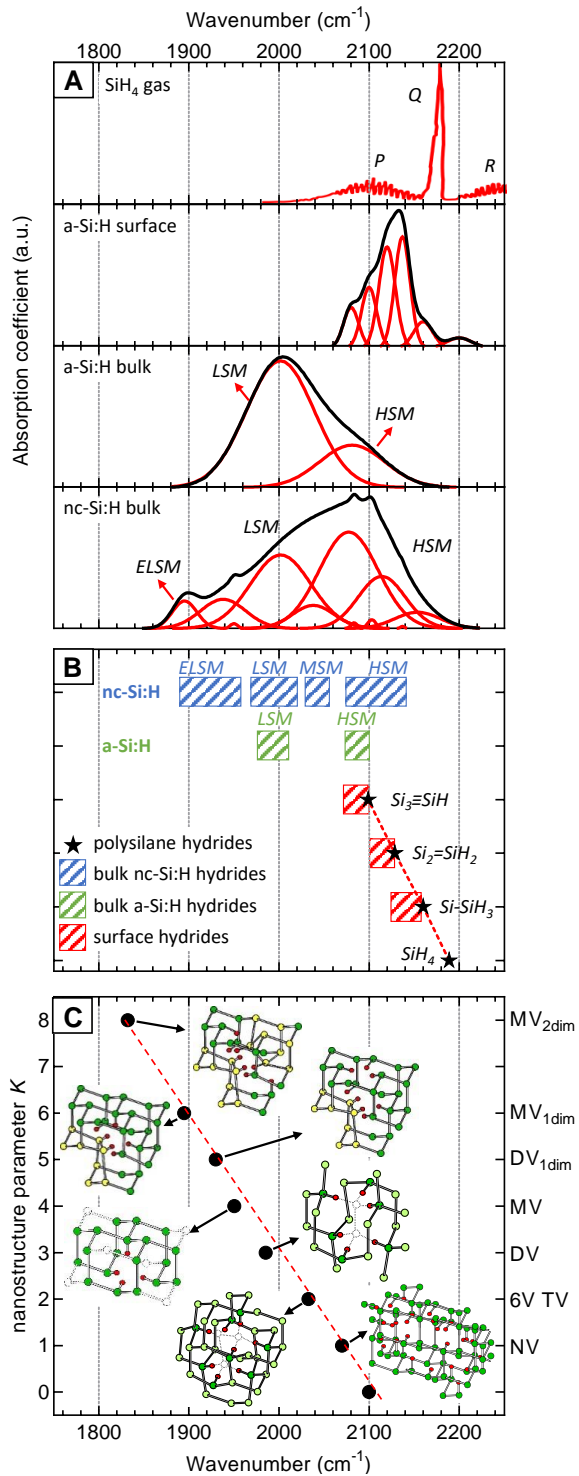 Wavenumber (cm⁻¹)
1800 1900 2000 2100 2200
A
SiH₄ gas
Q
P
R
a-Si:H surface
a-Si:H bulk
LSM
HSM
nc-Si:H bulk
LSM
HSM
ELSM
Absorption coefficient (a.u.)
B
ELSM LSM MSM HSM
nc-Si:H
LSM HSM
a-Si:H
Si₃≡SiH
polysilane hydrides
Si₂=SiH₂
bulk nc-Si:H hydrides
bulk a-Si:H hydrides
Si-SiH₃
surface hydrides
SiH₄
C
8 MV₂dim
7
6 MV₁dim
5 DV₁dim
4 MV
3 DV
2 6V TV
1 NV
0
nanostructure parameter K
1800 1900 2000 2100 2200
Wavenumber (cm⁻¹)